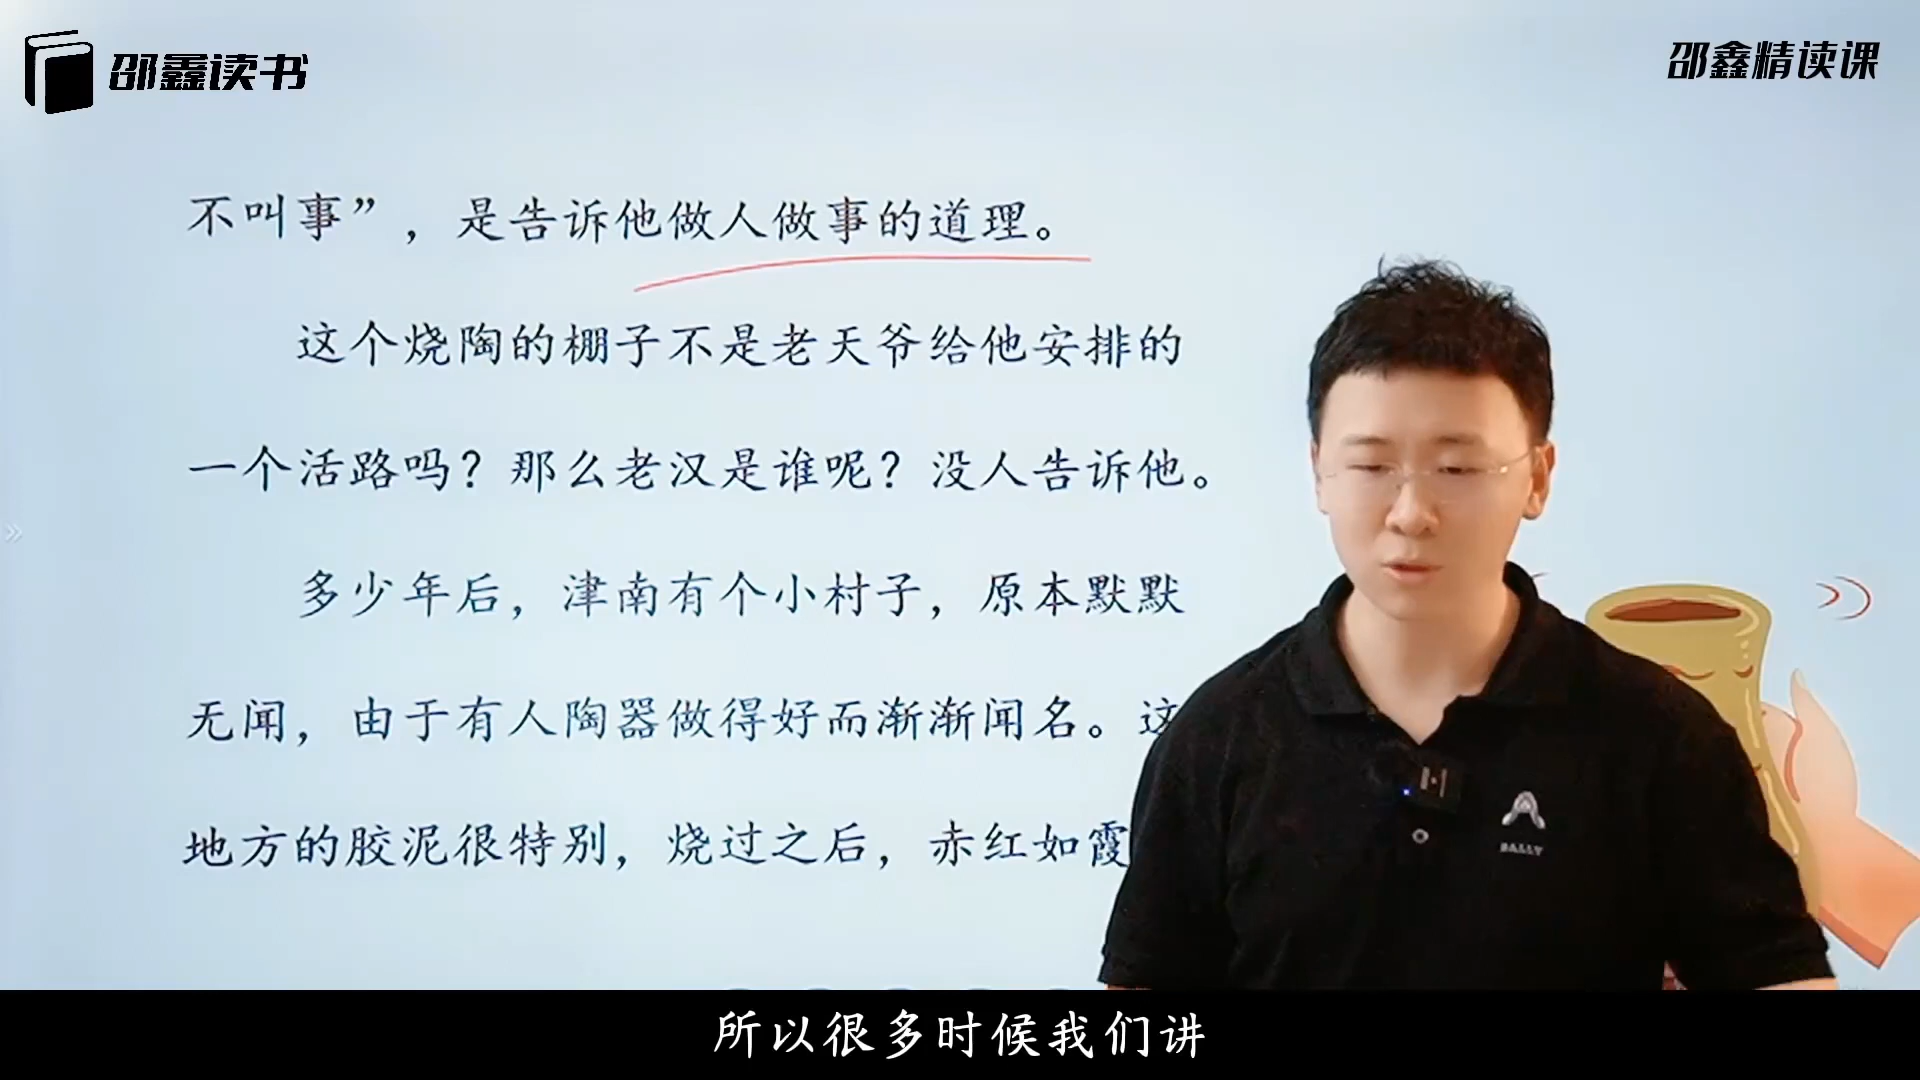 邵鑫读书
邵鑫精读课
不叫事”，是告诉他做人做事的道理。
这个烧陶的棚子不是老天爷给他安排的
一个活路吗？那么老汉是谁呢？没人告诉他。
多少年后，津南有个小村子，原本默默
无闻，由于有人陶器做得好而渐渐闻名。这
地方的胶泥很特别，烧过之后，赤红如霞
BALLY
所以很多时候我们讲